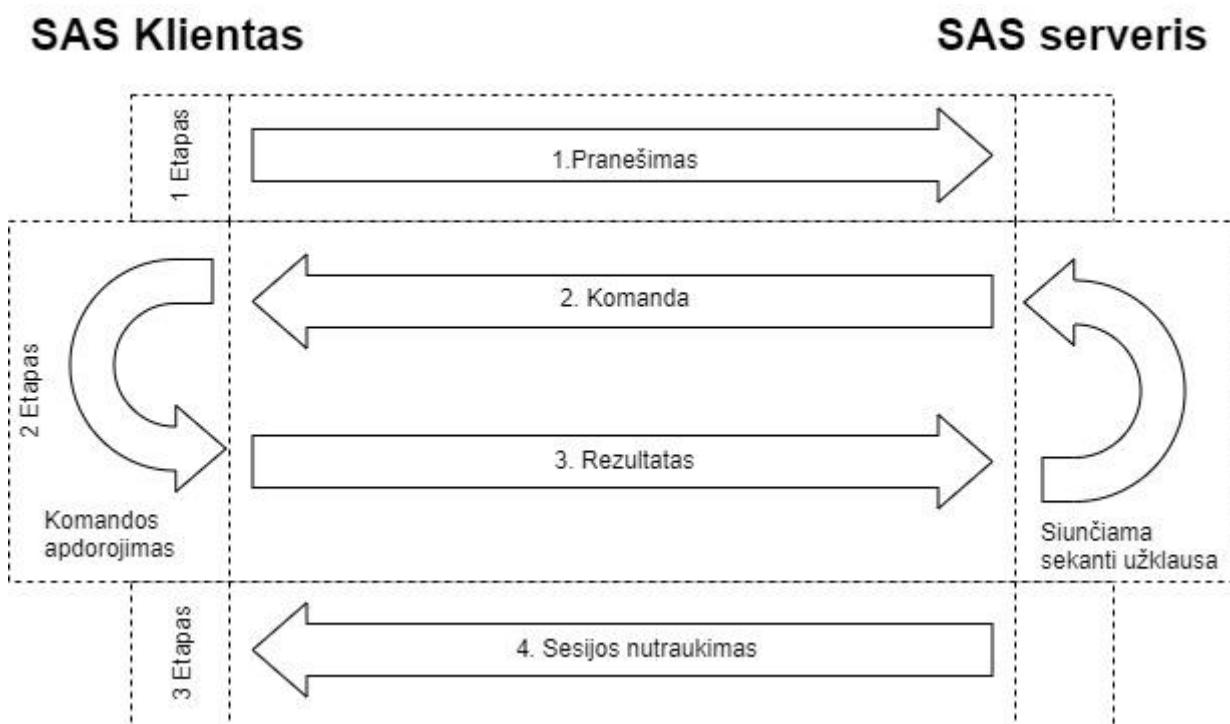 SAS Klientas
SAS serveris
1 Etapas
1.Pranešimas
2 Etapas
2. Komanda
3. Rezultatas
Komandos
apdorojimas
Siunčiama
sekanti užklausa
3 Etapas
4. Sesijos nutraukimas